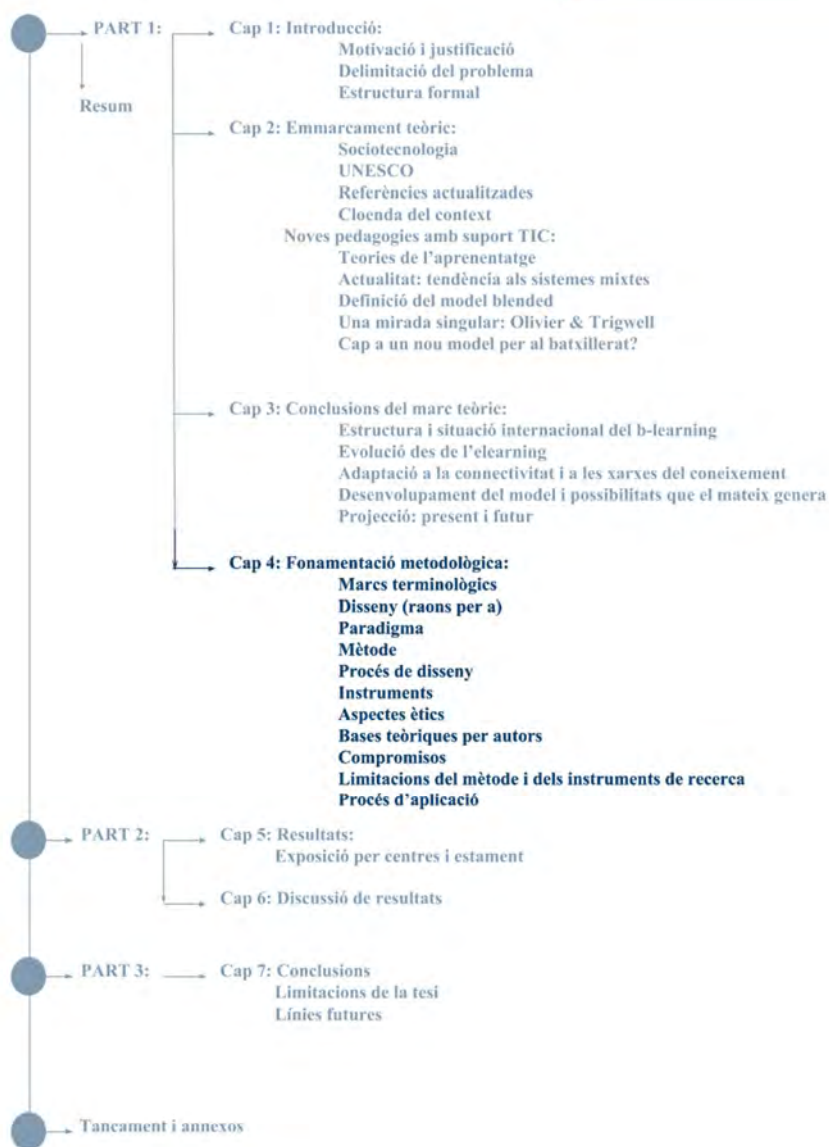 PART 1:
Resum
Cap 1: Introducció:
Motivació i justificació
Delimitació del problema
Estructura formal
Cap 2: Emmarcament teòric:
Sociotecnologia
UNESCO
Referències actualitzades
Cloenda del context
Noves pedagogies amb suport TIC:
Teories de l'aprenentatge
Actualitat: tendència als sistemes mixtes
Definició del model blended
Una mirada singular: Olivier & Trigwell
Cap a un nou model per al batxillerat?
Cap 3: Conclusions del marc teòric:
Estructura i situació internacional del b-learning
Evolució des de l'elearning
Adaptació a la connectivitat i a les xarxes del coneixement
Desenvolupament del model i possibilitats que el mateix genera
Projecció: present i futur
Cap 4: Fonamentació metodològica:
Marcs terminològics
Disseny (raons per a)
Paradigma
Mètode
Procés de disseny
Instruments
Aspectes ètics
Bases teòriques per autors
Compromisos
Limitacions del mètode i dels instruments de recerca
Procés d'aplicació
PART 2:
Cap 5: Resultats:
Exposició per centres i estament
Cap 6: Discussió de resultats
PART 3:
Cap 7: Conclusions
Limitacions de la tesi
Línies futures
Tancament i annexos